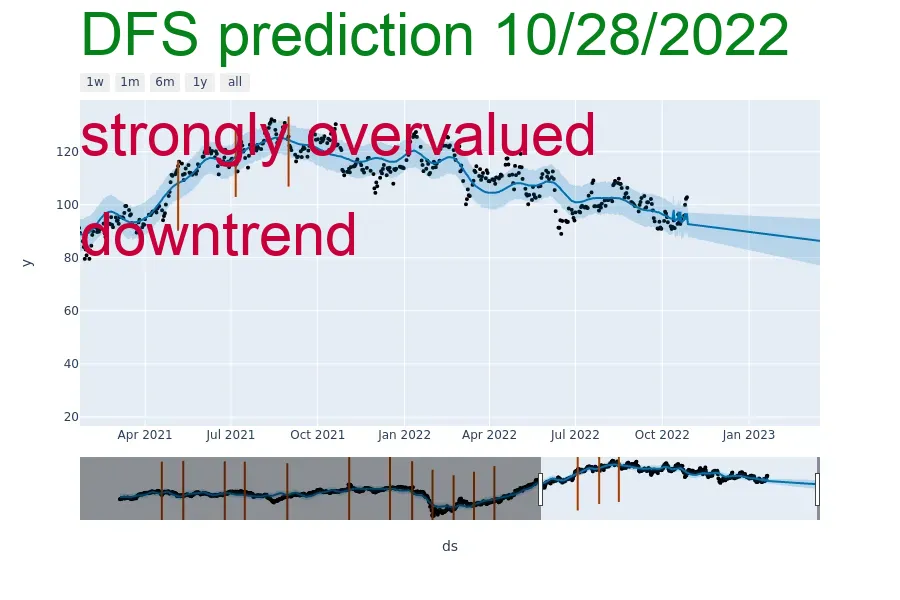 DFS prediction 10/28/2022
1w 1m 6m 1y all
strongly overvalued
downtrend
120
100
80
60
40
20
y
Apr 2021 Jul 2021 Oct 2021 Jan 2022 Apr 2022 Jul 2022 Oct 2022 Jan 2023
ds